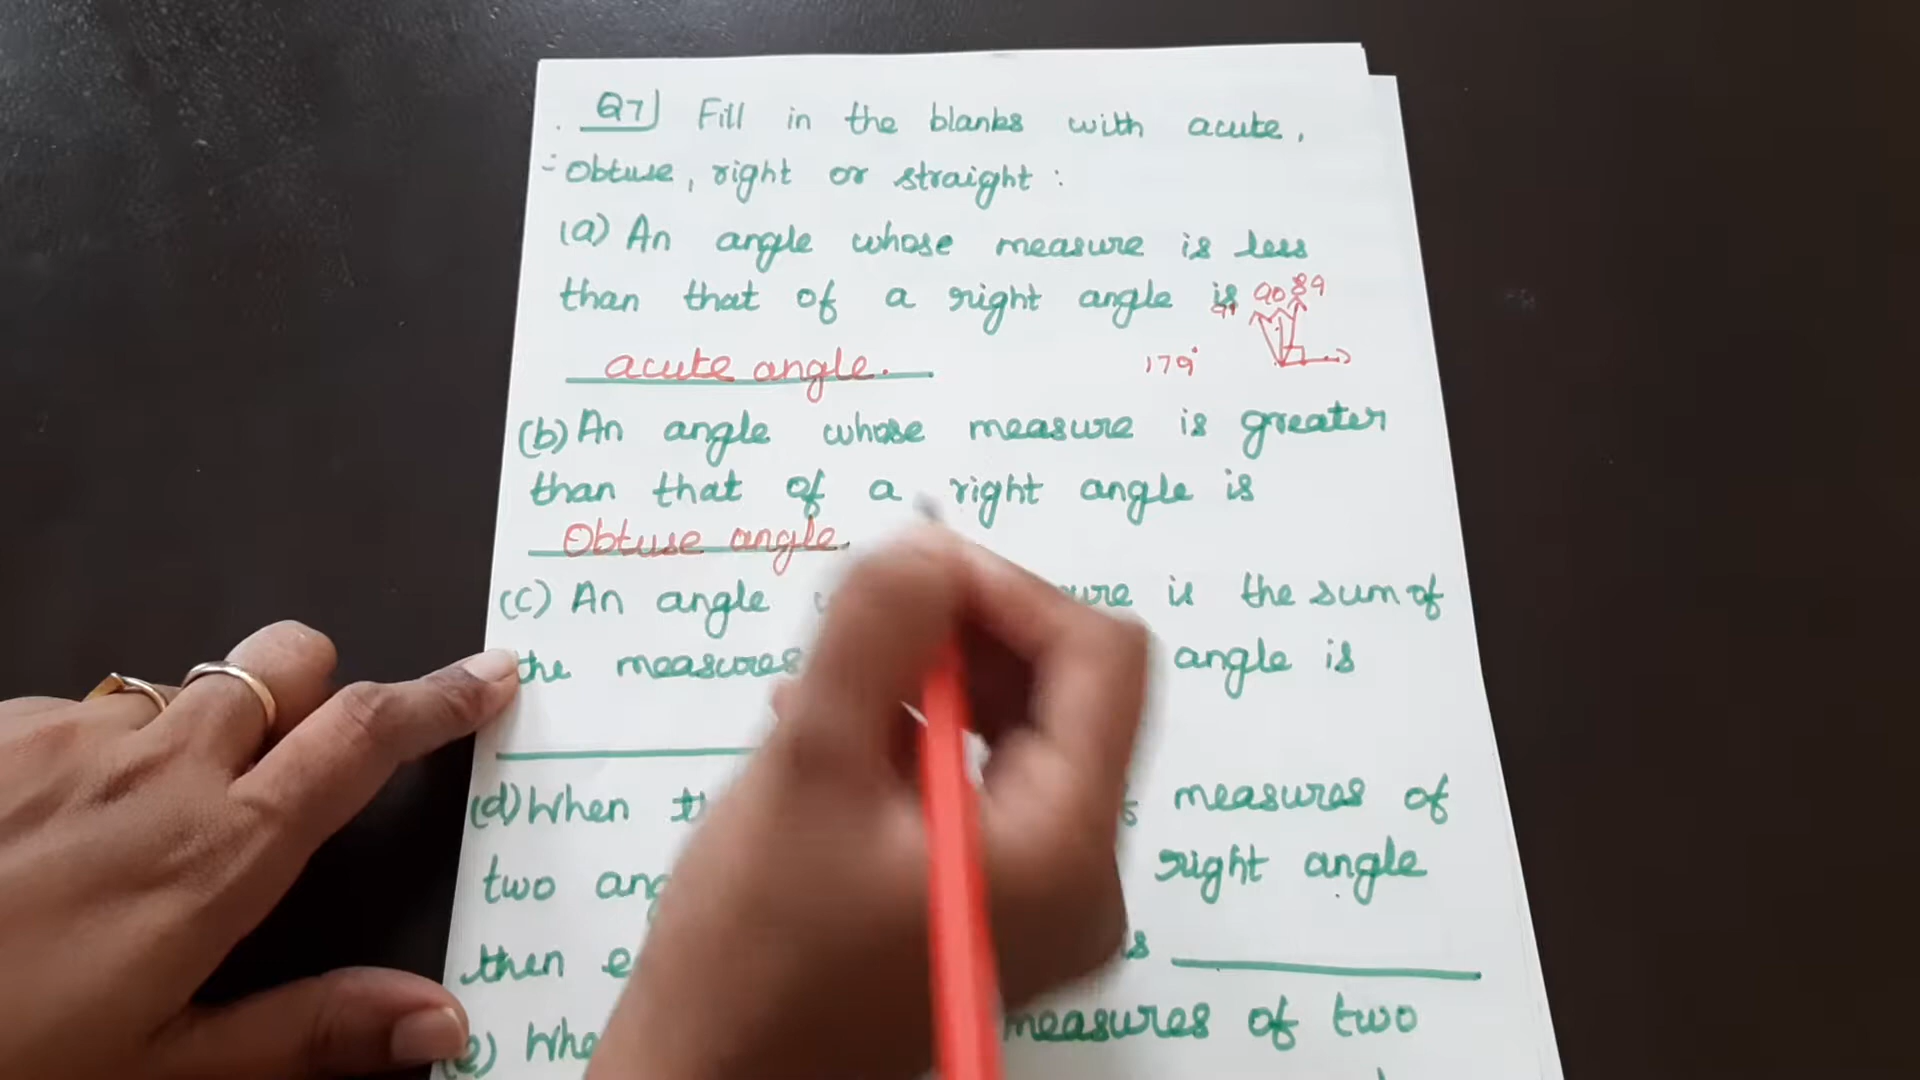 Q7] Fill in the blanks with acute,
Obtuse, right or straight :
(a) An angle whose measure is less
than that of a right angle is
90 89
91
acute angle.
179°
(b) An angle whose measure is greater
than that of a right angle is
Obtuse angle.
(c) An angle is the sum of
the measures angle is
(d) When measures of
two right angle
then is
(e) measures of two